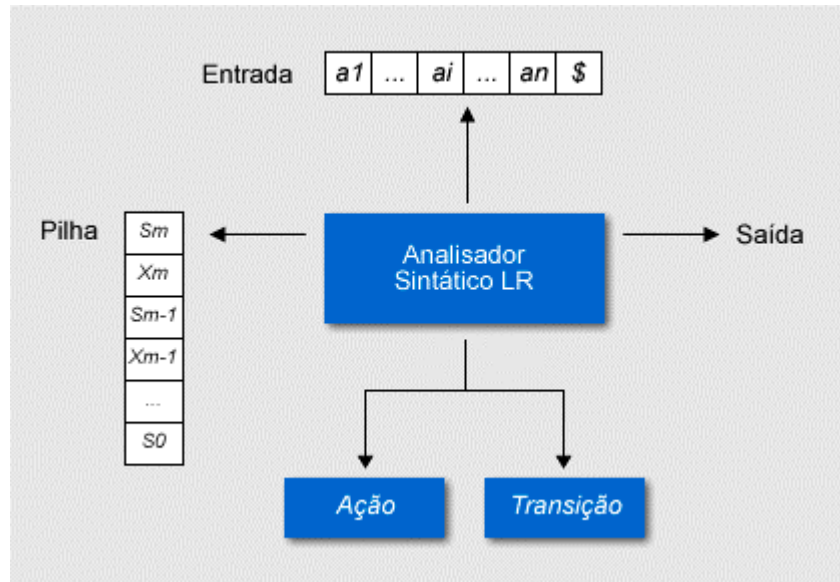 Entrada a1 ... ai ... an $
Pilha
Sm
Xm
Sm-1
Xm-1
...
S0
Analisador
Sintático LR
Saída
Ação
Transição